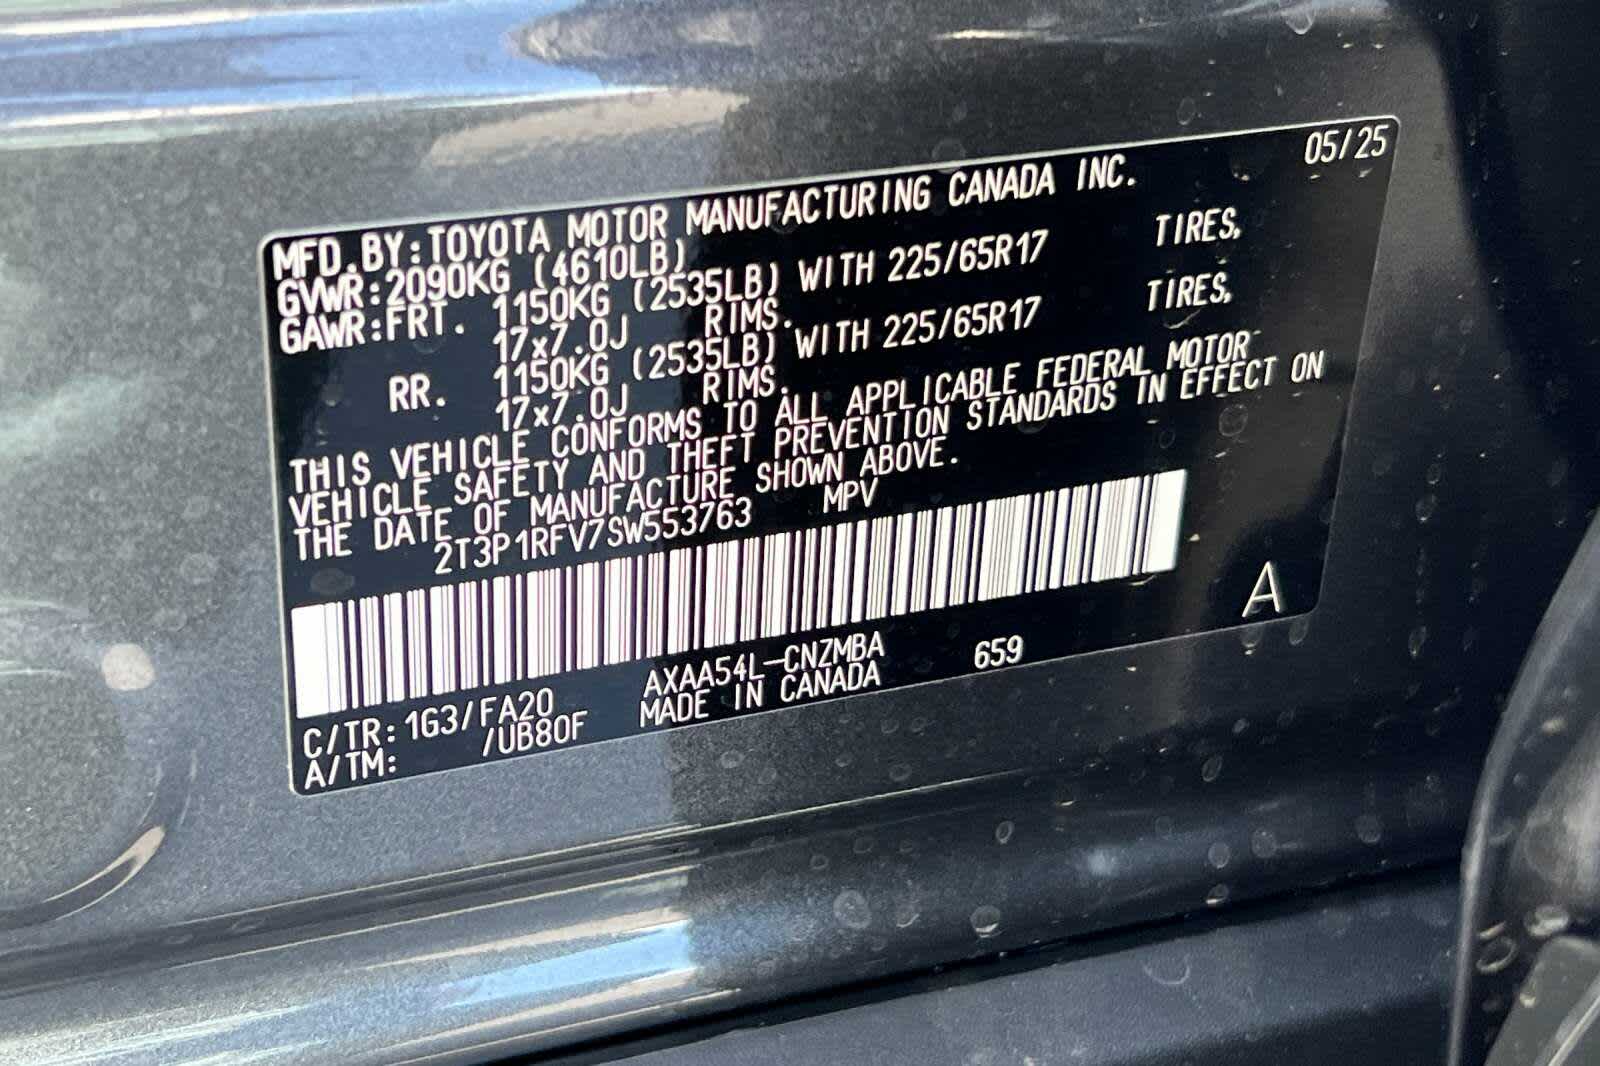 05/25
MFD.BY:TOYOTA MOTOR MANUFACTURING CANADA INC.
GVWR:2090KG (4610LB)
GAWR:FRT. 1150KG (2535LB) WITH 225/65R17 TIRES,
17x7.0J RIMS.
RR. 1150KG (2535LB) WITH 225/65R17 TIRES,
17x7.0J RIMS.
THIS VEHICLE CONFORMS TO ALL APPLICABLE FEDERAL MOTOR
VEHICLE SAFETY AND THEFT PREVENTION STANDARDS IN EFFECT ON
THE DATE OF MANUFACTURE SHOWN ABOVE.
2T3P1RFV7SW553763 MPV
A
C/TR:1G3/FA20 AXAA54L-CNZMBA 659
A/TM: /UB80F MADE IN CANADA